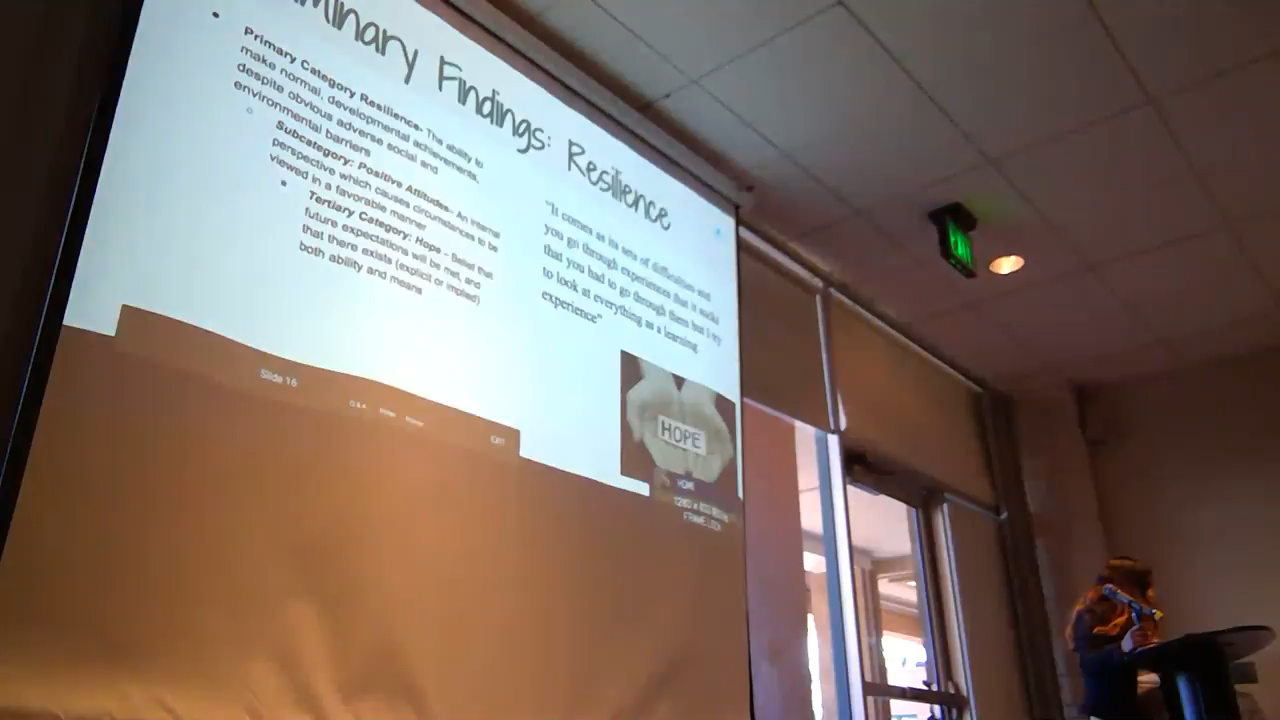 minary Findings: Resilience
Primary Category Resilience- The ability to
make normal, developmental achievements,
despite obvious adverse social and
environmental barriers
Subcategory: Positive Attitudes- An internal
perspective which causes circumstances to be
viewed in a favorable manner
Tertiary Category: Hope - Belief that
future expectations will be met, and
that there exists (explicit or implied)
both ability and means
"It comes as its sets of difficulties and
you go through experiences that it sucks
that you had to go through them but I try
to look at everything as a learning
experience"
HOPE
Slide 16
Q & A
EXIT
HOME
FRAME LOCK